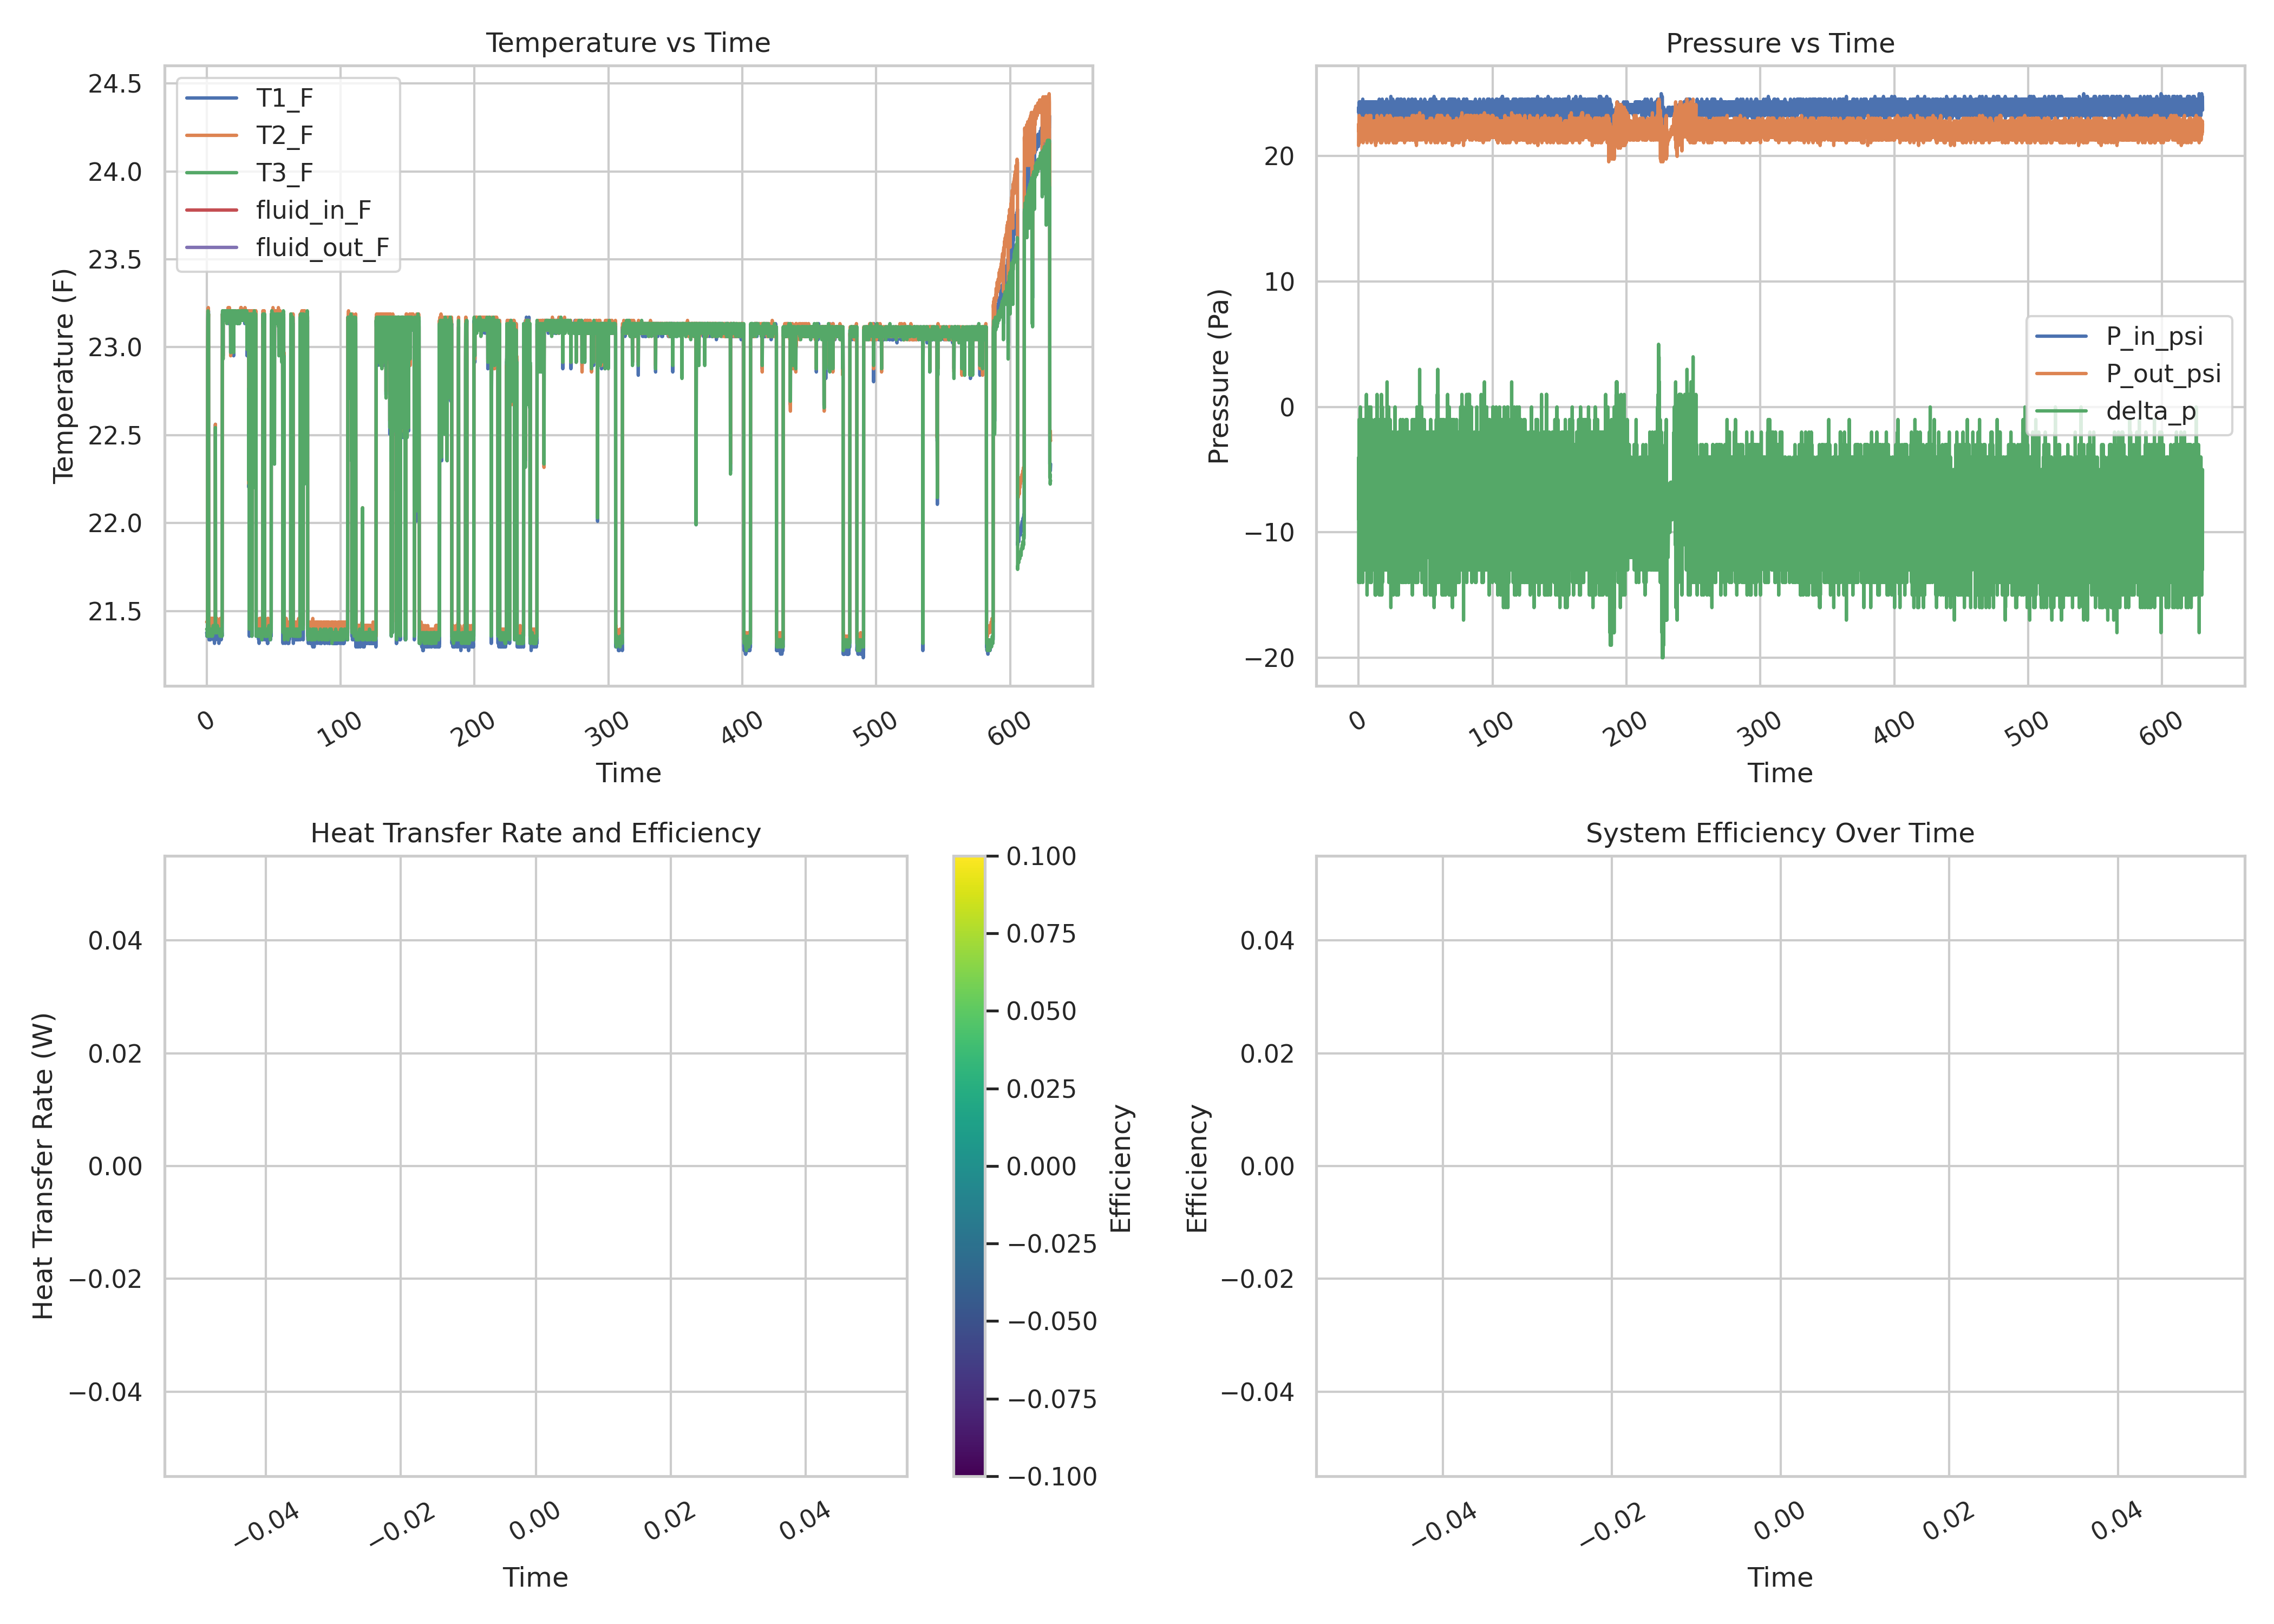 Temperature vs Time
24.5
24.0
23.5
23.0
22.5
22.0
21.5
Temperature (F)
T1_F
T2_F
T3_F
fluid_in_F
fluid_out_F
0
100
200
300
400
500
600
Time
Pressure vs Time
20
10
0
−10
−20
Pressure (Pa)
P_in_psi
P_out_psi
delta_p
0
100
200
300
400
500
600
Time
Heat Transfer Rate and Efficiency
0.04
0.02
0.00
−0.02
−0.04
Heat Transfer Rate (W)
−0.04
−0.02
0.00
0.02
0.04
Time
0.100
0.075
0.050
0.025
0.000
−0.025
−0.050
−0.075
−0.100
Efficiency
System Efficiency Over Time
0.04
0.02
0.00
−0.02
−0.04
Efficiency
−0.04
−0.02
0.00
0.02
0.04
Time